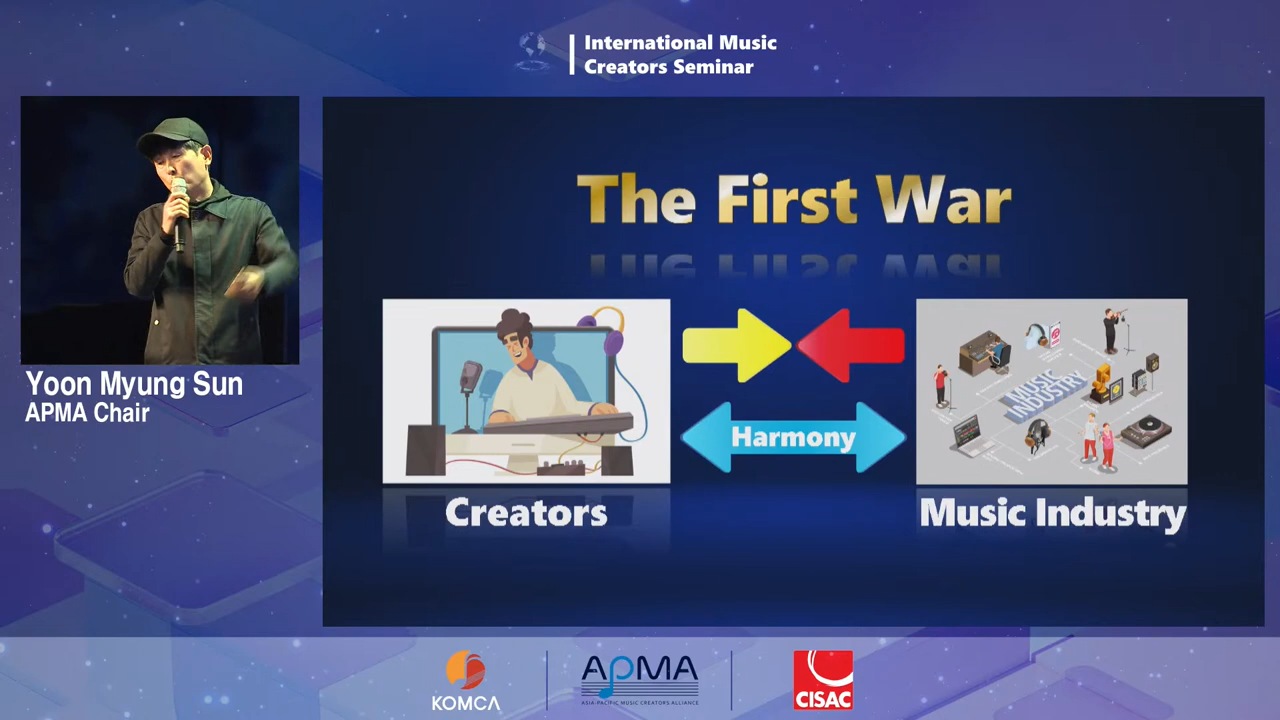 International Music
Creators Seminar
The First War
Harmony
MUSIC
INDUSTRY
Creators
Music Industry
Yoon Myung Sun
APMA Chair
KOMCA
APMA
ASIA-PACIFIC MUSIC CREATORS ALLIANCE
CISAC